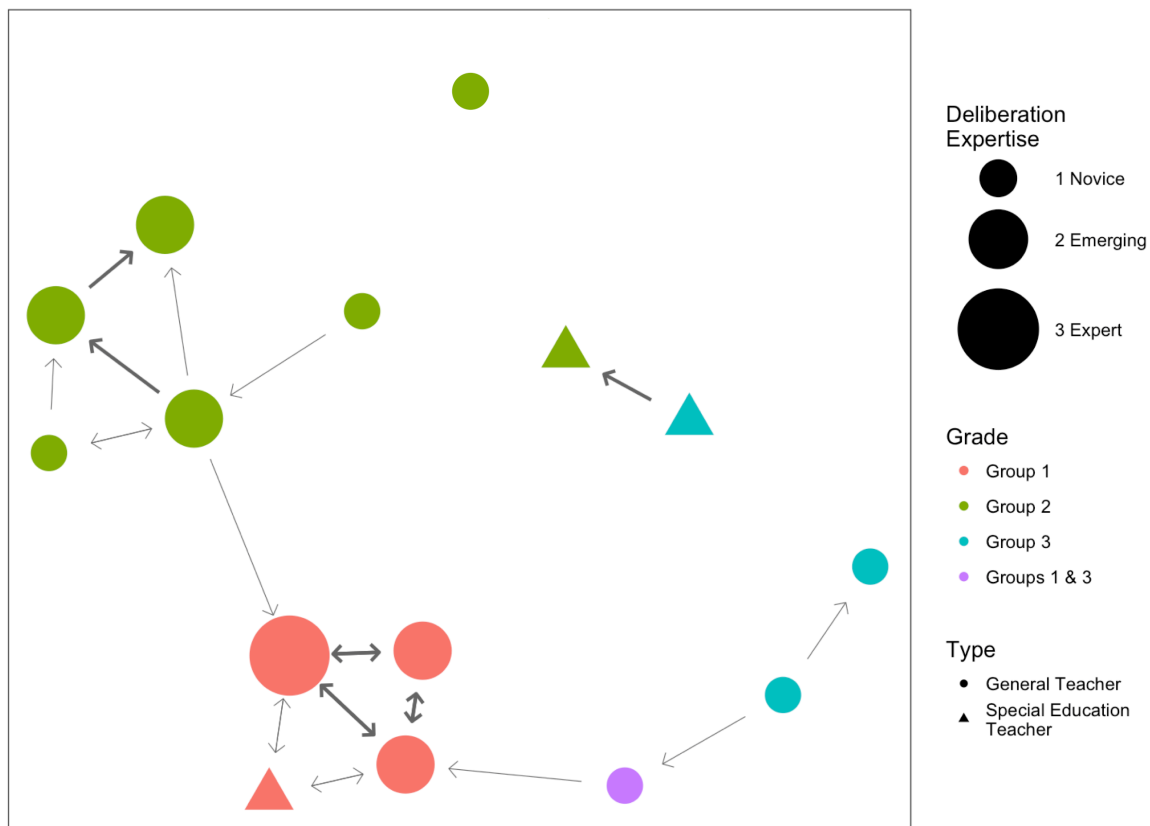 Deliberation
Expertise
1 Novice
2 Emerging
3 Expert
Grade
Group 1
Group 2
Group 3
Groups 1 & 3
Type
General Teacher
Special Education
Teacher